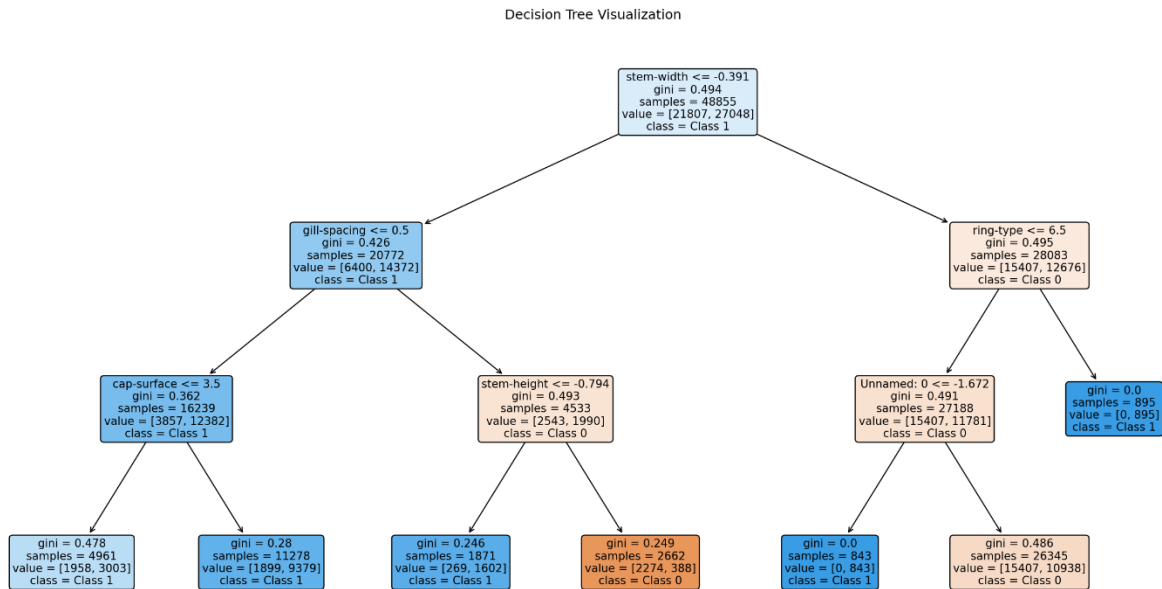 Decision Tree Visualization
stem-width <= -0.391
gini = 0.494
samples = 48855
value = [21807, 27048]
class = Class 1
gill-spacing <= 0.5
gini = 0.426
samples = 20772
value = [6400, 14372]
class = Class 1
ring-type <= 6.5
gini = 0.495
samples = 28083
value = [15407, 12676]
class = Class 0
cap-surface <= 3.5
gini = 0.362
samples = 16239
value = [3857, 12382]
class = Class 1
stem-height <= -0.794
gini = 0.493
samples = 4533
value = [2543, 1990]
class = Class 0
Unnamed: 0 <= -1.672
gini = 0.491
samples = 27188
value = [15407, 11781]
class = Class 0
gini = 0.0
samples = 895
value = [0, 895]
class = Class 1
gini = 0.478
samples = 4961
value = [1958, 3003]
class = Class 1
gini = 0.28
samples = 11278
value = [1899, 9379]
class = Class 1
gini = 0.246
samples = 1871
value = [269, 1602]
class = Class 1
gini = 0.249
samples = 2662
value = [2274, 388]
class = Class 0
gini = 0.0
samples = 843
value = [0, 843]
class = Class 1
gini = 0.486
samples = 26345
value = [15407, 10938]
class = Class 0